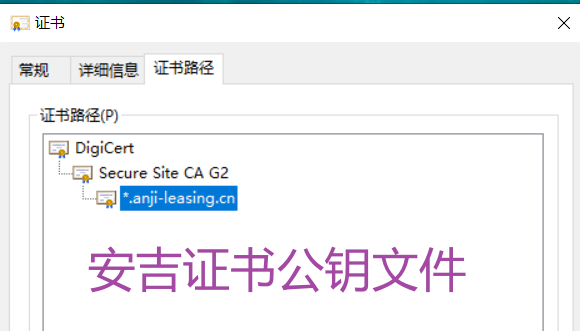 证书
常规
详细信息
证书路径
证书路径(P)
DigiCert
Secure Site CA G2
*.anji-leasing.cn
安吉证书公钥文件